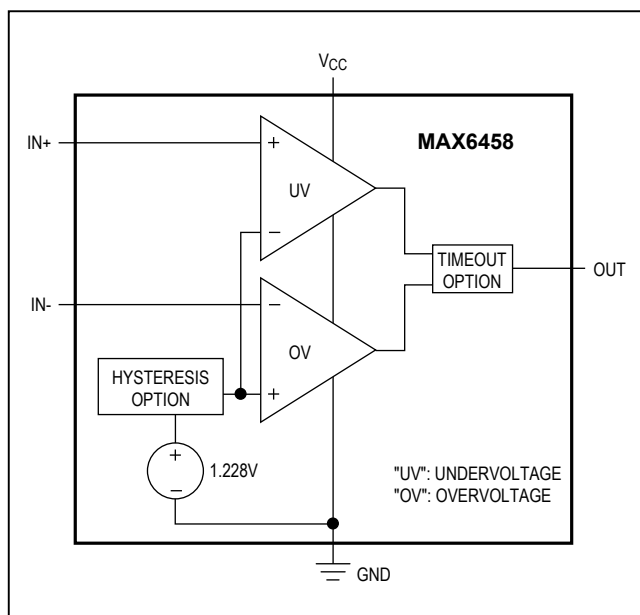 VCC
MAX6458
IN+
+
UV
−
TIMEOUT
OPTION
OUT
IN-
−
OV
+
HYSTERESIS
OPTION
+
−
1.228V
"UV": UNDERVOLTAGE
"OV": OVERVOLTAGE
GND